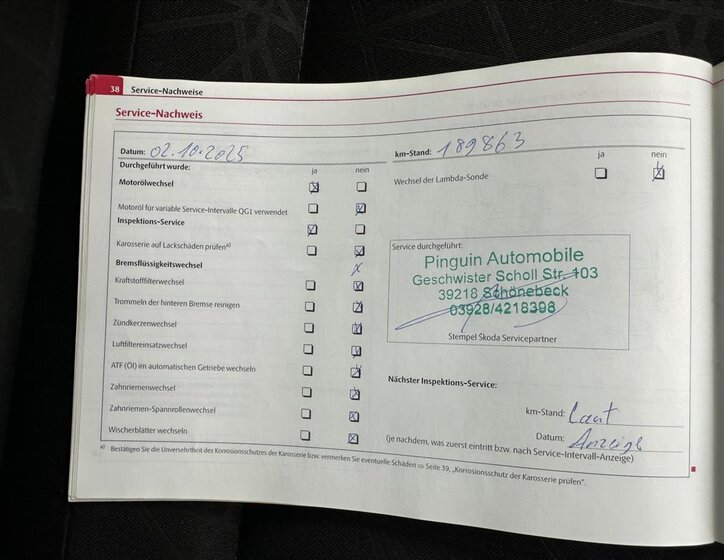 38 Service-Nachweise
Service-Nachweis
Datum: 02.10.2025
km-Stand: 189863
Durchgeführt wurde:
ja nein
ja nein
Motorölwechsel
Wechsel der Lambda-Sonde
Motoröl für variable Service-Intervalle QG1 verwendet
Inspektions-Service
Karosserie auf Lackschäden prüfen a)
Bremsflüssigkeitswechsel
Kraftstofffilterwechsel
Trommeln der hinteren Bremse reinigen
Zündkerzenwechsel
Luftfiltereinsatzwechsel
ATF (Öl) im automatischen Getriebe wechseln
Zahnriemenwechsel
Zahnriemen-Spannrollenwechsel
Wischerblätter wechseln
Service durchgeführt:
Pinguin Automobile
Geschwister Scholl Str. 103
39218 Schönebeck
03928/4218398
Stempel Škoda Servicepartner
Nächster Inspektions-Service:
km-Stand: Laut
Datum: Anzeige
(je nachdem, was zuerst eintritt bzw. nach Service-Intervall-Anzeige)
a) Bestätigen Sie die Unversehrtheit des Korrosionsschutzes der Karosserie bzw. vermerken Sie eventuelle Schäden ⇒ Seite 39, „Korrosionsschutz der Karosserie prüfen“.